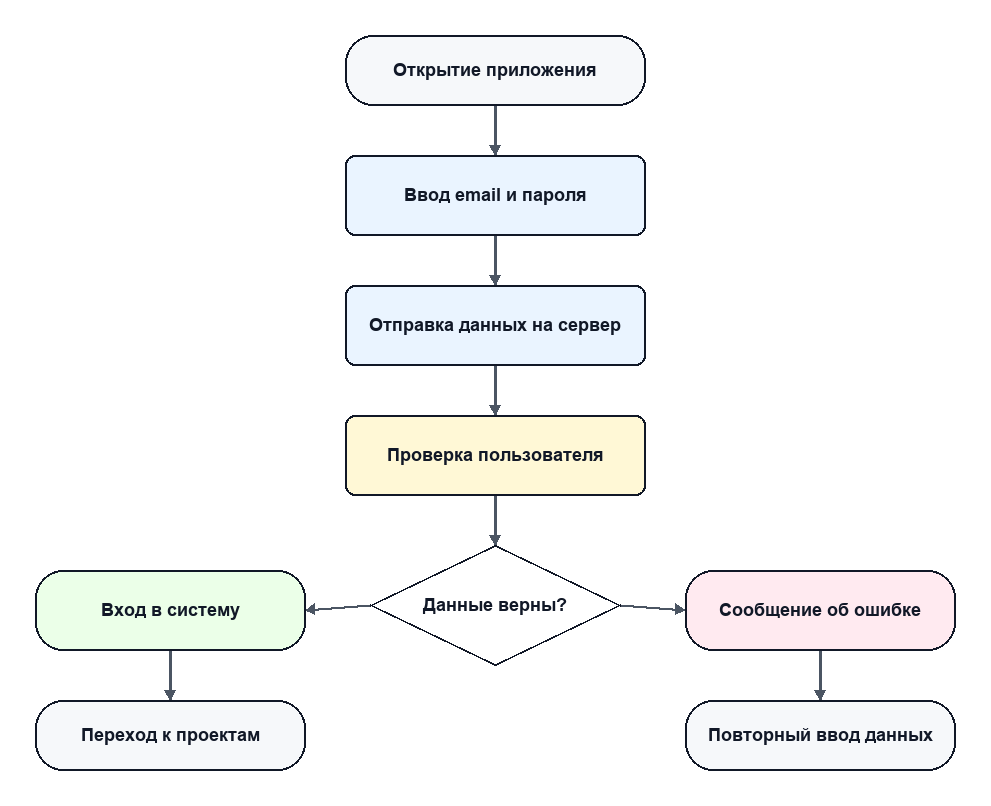 Открытие приложения
Ввод email и пароля
Отправка данных на сервер
Проверка пользователя
Данные верны?
Вход в систему
Сообщение об ошибке
Переход к проектам
Повторный ввод данных